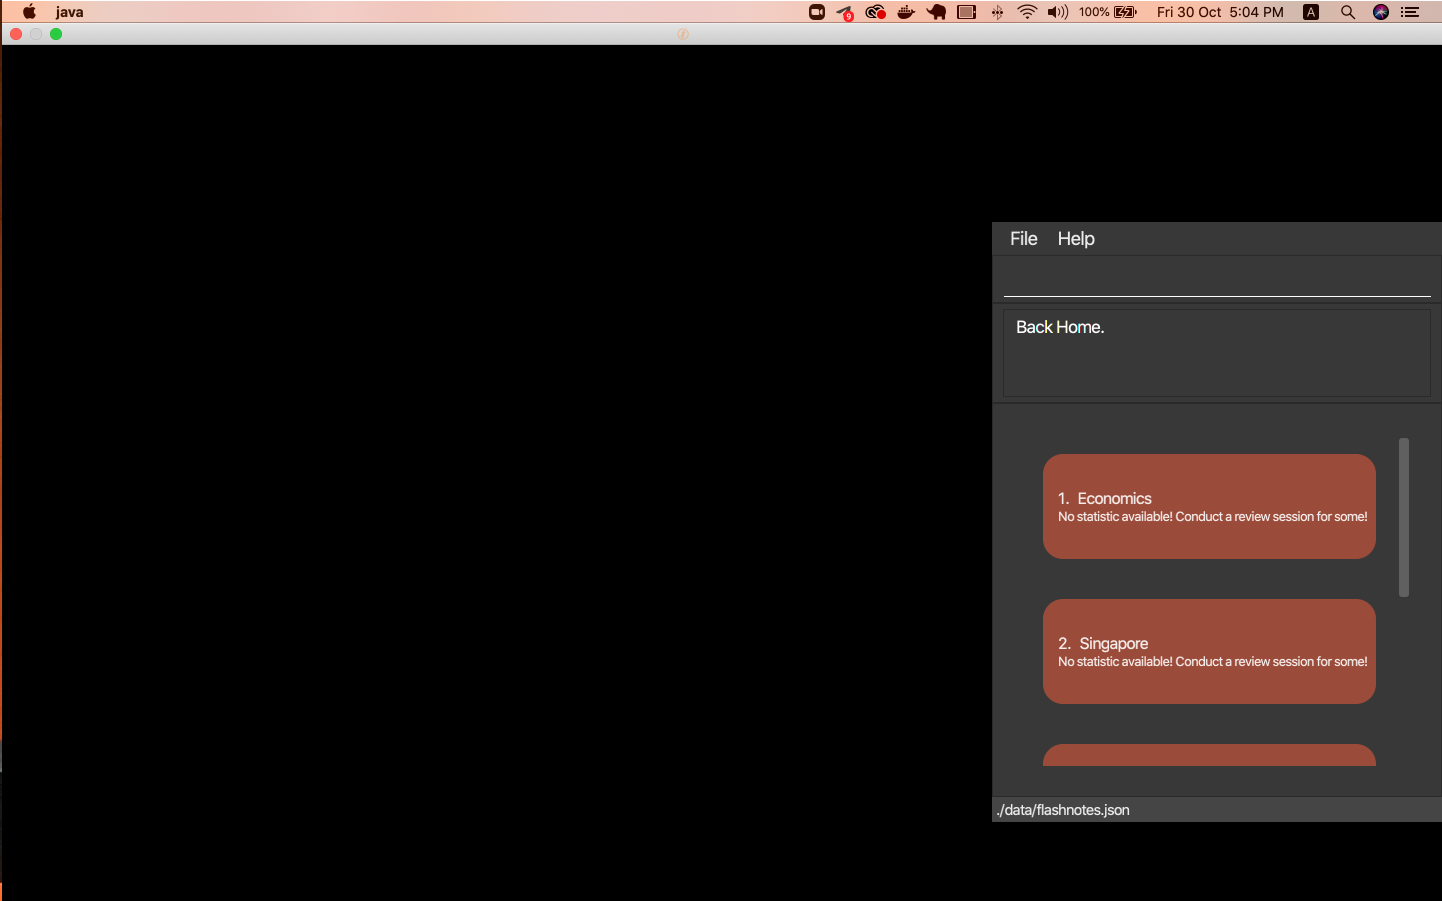 java
9
100%
Fri 30 Oct 5:04 PM
A
File Help
Back Home.
1. Economics
No statistic available! Conduct a review session for some!
2. Singapore
No statistic available! Conduct a review session for some!
./data/flashnotes.json